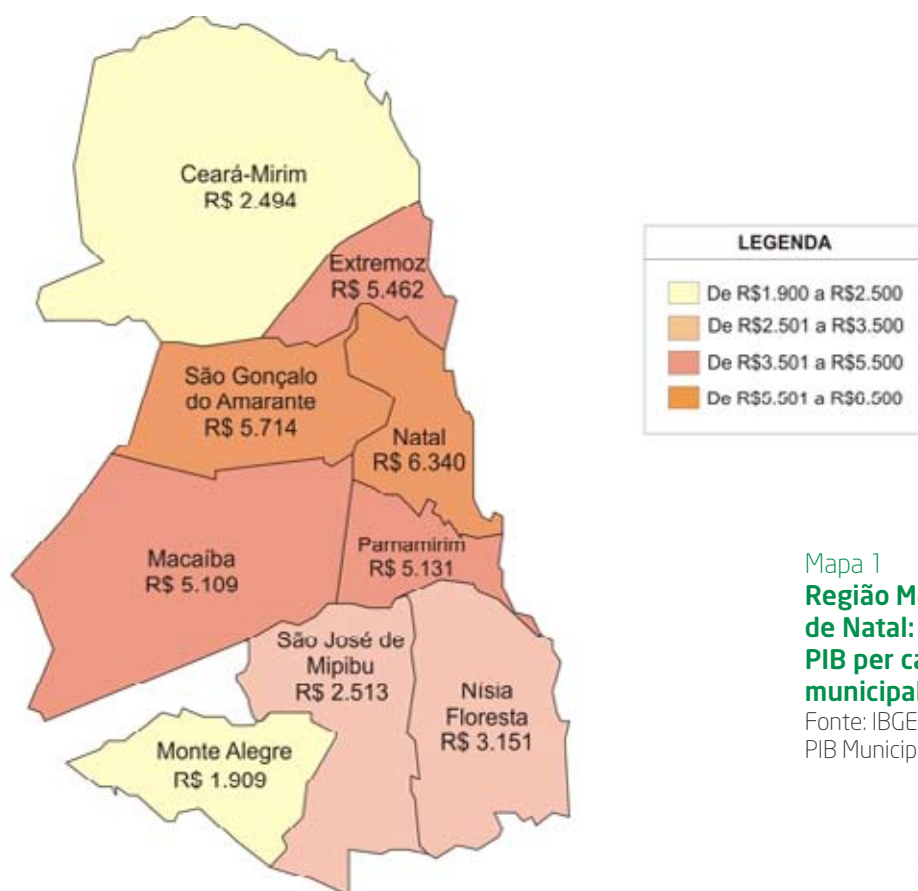 Ceará-Mirim
R$ 2.494
Extremoz
R$ 5.462
São Gonçalo
do Amarante
R$ 5.714
Natal
R$ 6.340
Macaíba
R$ 5.109
Parnamirim
R$ 5.131
São José de
Mipibu
R$ 2.513
Nísia
Floresta
R$ 3.151
Monte Alegre
R$ 1.909
LEGENDA
De R$1.900 a R$2.500
De R$2.501 a R$3.500
De R$3.501 a R$5.500
De R$5.501 a R$6.500
Mapa 1
Região M
de Natal:
PIB per ca
municipal
Fonte: IBGE
PIB Municip